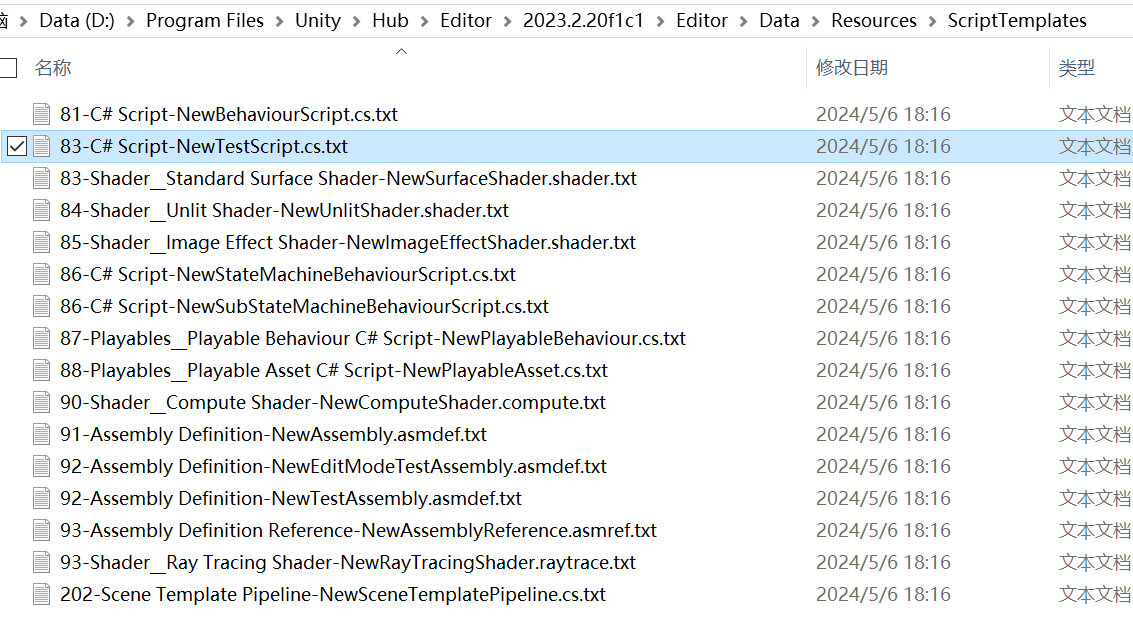 Data (D:) > Program Files > Unity > Hub > Editor > 2023.2.20f1c1 > Editor > Data > Resources > ScriptTemplates
名称 修改日期 类型
81-C# Script-NewBehaviourScript.cs.txt 2024/5/6 18:16 文本文档
83-C# Script-NewTestScript.cs.txt 2024/5/6 18:16 文本文档
83-Shader__Standard Surface Shader-NewSurfaceShader.shader.txt 2024/5/6 18:16 文本文档
84-Shader__Unlit Shader-NewUnlitShader.shader.txt 2024/5/6 18:16 文本文档
85-Shader__Image Effect Shader-NewImageEffectShader.shader.txt 2024/5/6 18:16 文本文档
86-C# Script-NewStateMachineBehaviourScript.cs.txt 2024/5/6 18:16 文本文档
86-C# Script-NewSubStateMachineBehaviourScript.cs.txt 2024/5/6 18:16 文本文档
87-Playables__Playable Behaviour C# Script-NewPlayableBehaviour.cs.txt 2024/5/6 18:16 文本文档
88-Playables__Playable Asset C# Script-NewPlayableAsset.cs.txt 2024/5/6 18:16 文本文档
90-Shader__Compute Shader-NewComputeShader.compute.txt 2024/5/6 18:16 文本文档
91-Assembly Definition-NewAssembly.asmdef.txt 2024/5/6 18:16 文本文档
92-Assembly Definition-NewEditModeTestAssembly.asmdef.txt 2024/5/6 18:16 文本文档
92-Assembly Definition-NewTestAssembly.asmdef.txt 2024/5/6 18:16 文本文档
93-Assembly Definition Reference-NewAssemblyReference.asmref.txt 2024/5/6 18:16 文本文档
93-Shader__Ray Tracing Shader-NewRayTracingShader.raytrace.txt 2024/5/6 18:16 文本文档
202-Scene Template Pipeline-NewSceneTemplatePipeline.cs.txt 2024/5/6 18:16 文本文档